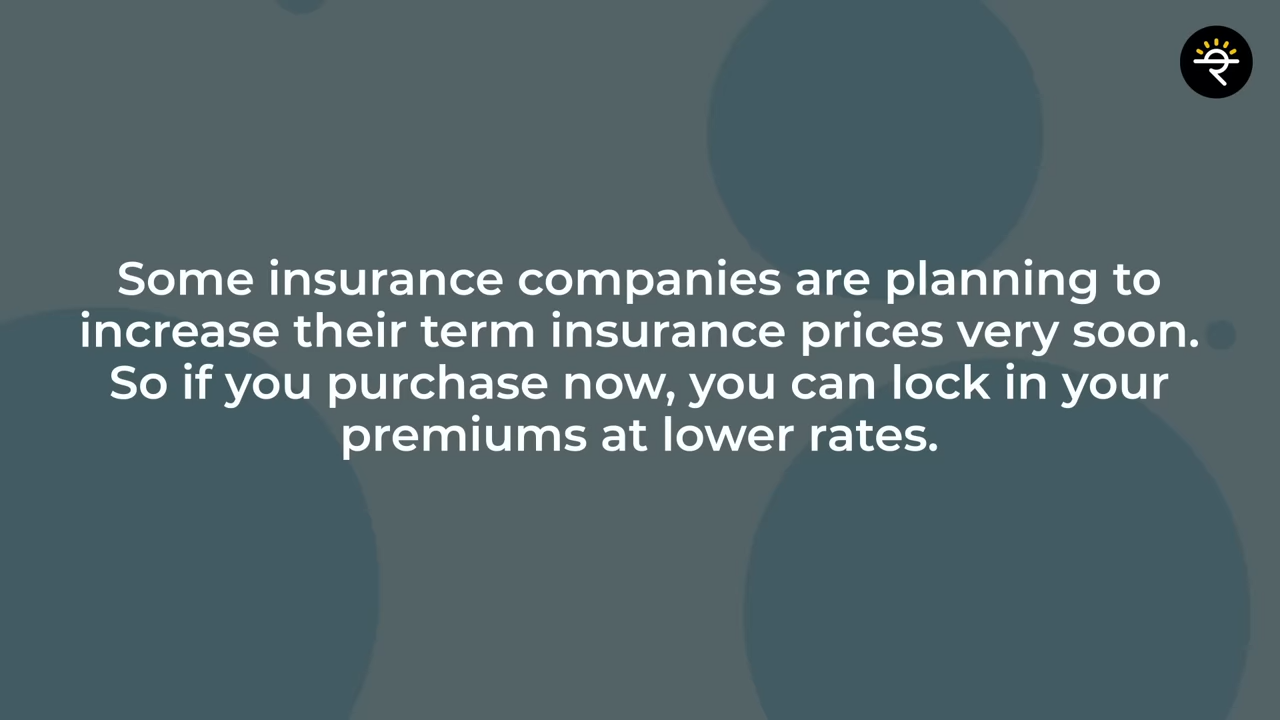 Some insurance companies are planning to
increase their term insurance prices very soon.
So if you purchase now, you can lock in your
premiums at lower rates.